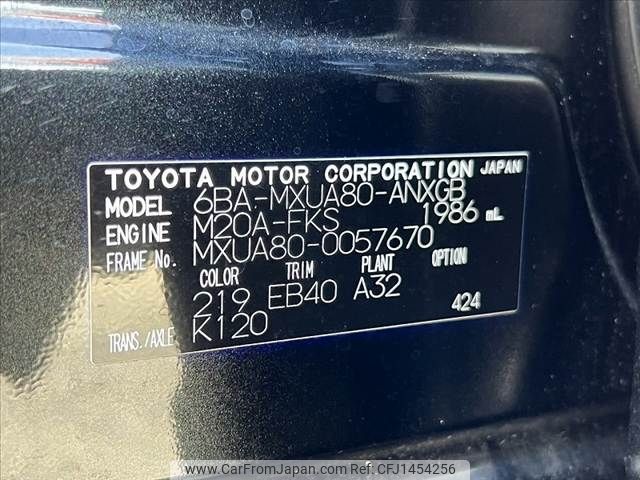 TOYOTA MOTOR CORPORATION JAPAN
MODEL 6BA-MXUA80-ANXGB
ENGINE M20A-FKS 1986 mL
FRAME No. MXUA80-0057670
COLOR TRIM PLANT OPTION
219 EB40 A32
424
TRANS./AXLE K120
www.CarFromJapan.com - ID: CFJ1454256